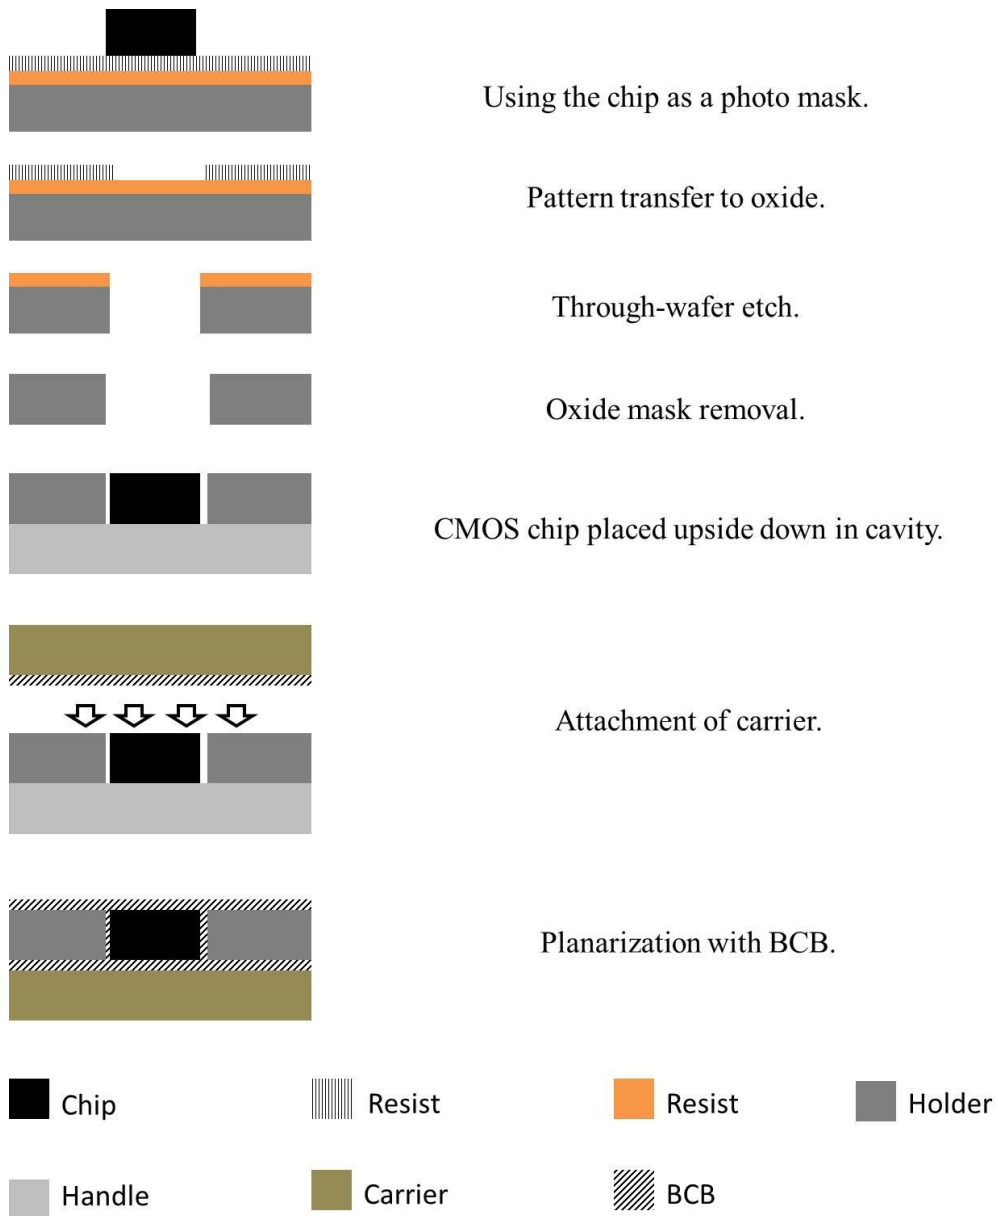 Using the chip as a photo mask.
Pattern transfer to oxide.
Through-wafer etch.
Oxide mask removal.
CMOS chip placed upside down in cavity.
Attachment of carrier.
Planarization with BCB.
Chip
Resist
Resist
Holder
Handle
Carrier
BCB